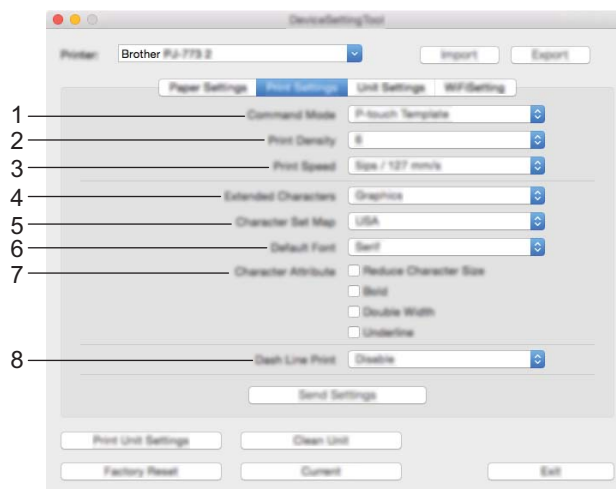 DeviceSettingTool
Printer: Brother PJ-773 2 Import Export
Paper Settings Print Settings Unit Settings WiFiSetting
1 Command Mode P-touch Template
2 Print Density 6
3 Print Speed 5ips / 127 mm/s
4 Extended Characters Graphics
5 Character Set Map USA
6 Default Font Serif
7 Character Attribute Reduce Character Size
Bold
Double Width
Underline
8 Dash Line Print Disable
Send Settings
Print Unit Settings Clean Unit
Factory Reset Current Exit